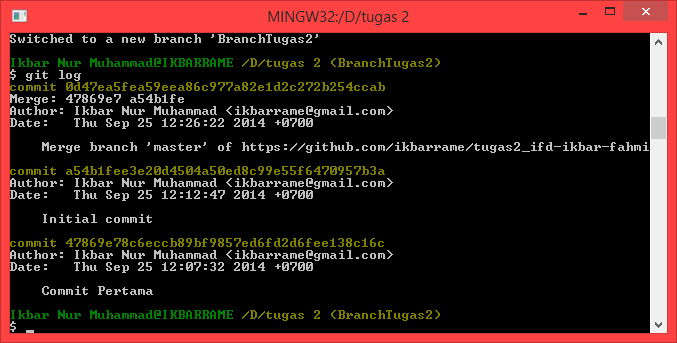 MINGW32:/D/tugas 2
Switched to a new branch 'BranchTugas2'
Ikbar Nur Muhammad@IKBARRAME /D/tugas 2 (BranchTugas2)
$ git log
commit 0d47ea5fea59eea86c977a82e1d2c272b254ccab
Merge: 47869e7 a54b1fe
Author: Ikbar Nur Muhammad <ikbarrame@gmail.com>
Date:   Thu Sep 25 12:26:22 2014 +0700
    Merge branch 'master' of https://github.com/ikbarrame/tugas2_ifd-ikbar-fahmi
commit a54b1fee3e20d4504a50ed8c99e55f6470957b3a
Author: Ikbar Nur Muhammad <ikbarrame@gmail.com>
Date:   Thu Sep 25 12:12:47 2014 +0700
    Initial commit
commit 47869e78c6eccb89bf9857ed6fd2d6fee138c16c
Author: Ikbar Nur Muhammad <ikbarrame@gmail.com>
Date:   Thu Sep 25 12:07:32 2014 +0700
    Commit Pertama
Ikbar Nur Muhammad@IKBARRAME /D/tugas 2 (BranchTugas2)
$ _